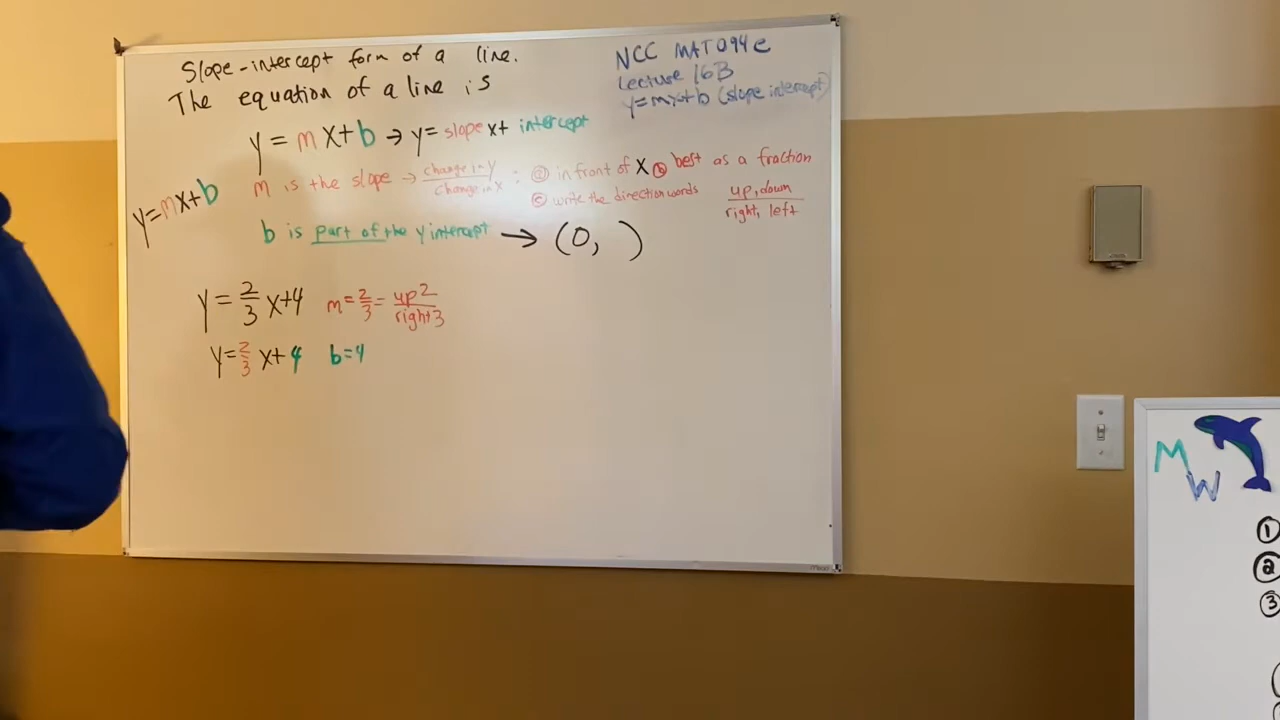 Slope-intercept form of a line.
The equation of a line is
y = mx+b → y= slope x+ intercept
NCC MAT094e
Lecture 16B
y=mx+b (slope intercept)
y=mx+b
m is the slope → change in y / change in x : ⓐ in front of x ⓑ best as a fraction
ⓒ write the direction words up, down / right, left
b is part of the y intercept → (0, )
y = 2/3 x+4 m = 2/3 = up 2 / right 3
y = 2/3 x+4 b=4
M
W
①
②
③